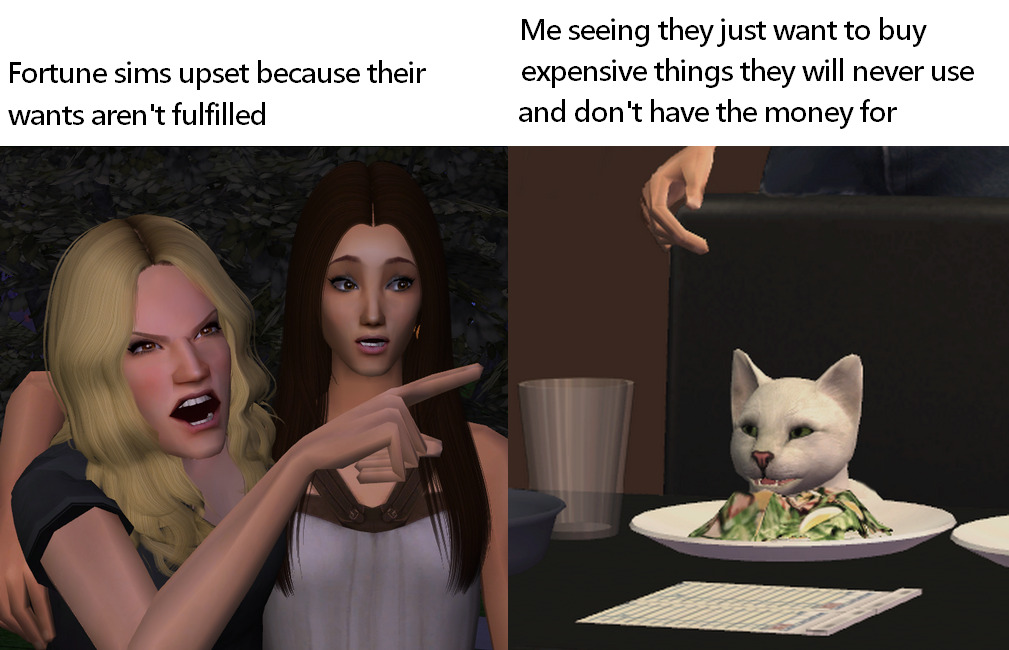 Fortune sims upset because their
wants aren't fulfilled
Me seeing they just want to buy
expensive things they will never use
and don't have the money for